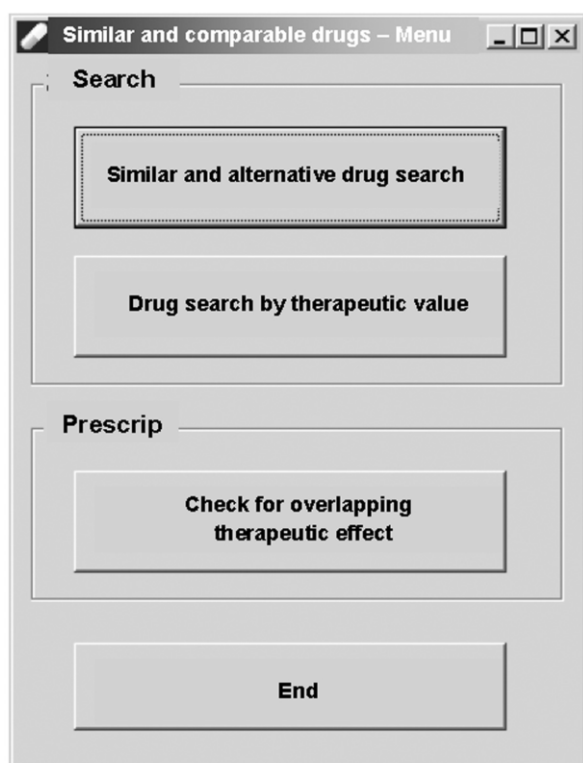 Similar and comparable drugs – Menu
Search
Similar and alternative drug search
Drug search by therapeutic value
Prescrip
Check for overlapping
therapeutic effect
End